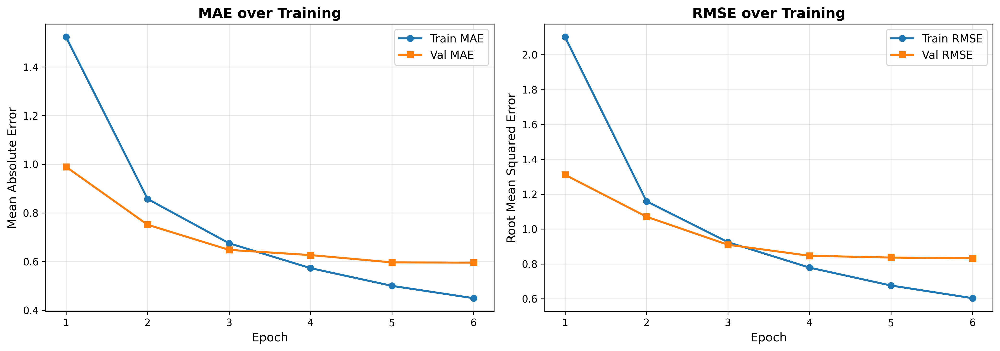 MAE over Training
Mean Absolute Error
1.4
1.2
1.0
0.8
0.6
0.4
1 2 3 4 5 6
Epoch
Train MAE
Val MAE
RMSE over Training
Root Mean Squared Error
2.0
1.8
1.6
1.4
1.2
1.0
0.8
0.6
1 2 3 4 5 6
Epoch
Train RMSE
Val RMSE